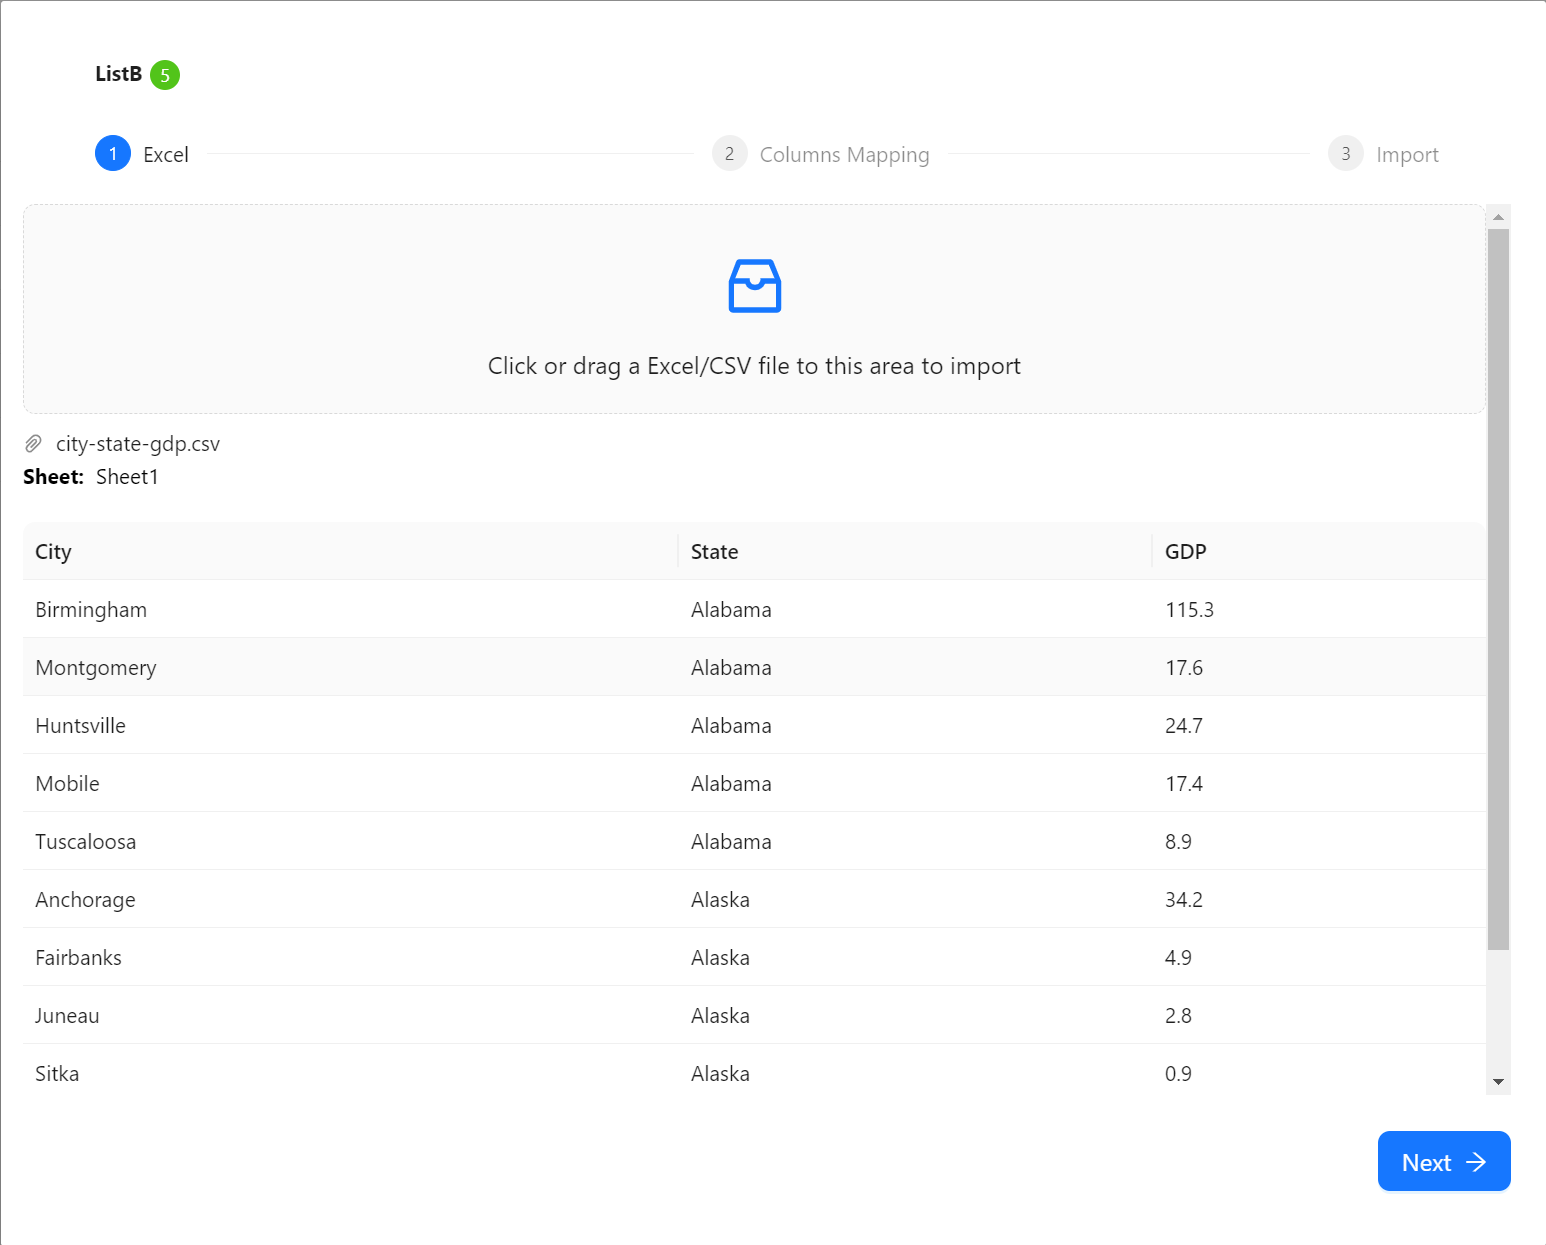 ListB 5
1 Excel 2 Columns Mapping 3 Import
Click or drag a Excel/CSV file to this area to import
city-state-gdp.csv
Sheet: Sheet1
City State GDP
Birmingham Alabama 115.3
Montgomery Alabama 17.6
Huntsville Alabama 24.7
Mobile Alabama 17.4
Tuscaloosa Alabama 8.9
Anchorage Alaska 34.2
Fairbanks Alaska 4.9
Juneau Alaska 2.8
Sitka Alaska 0.9
Next